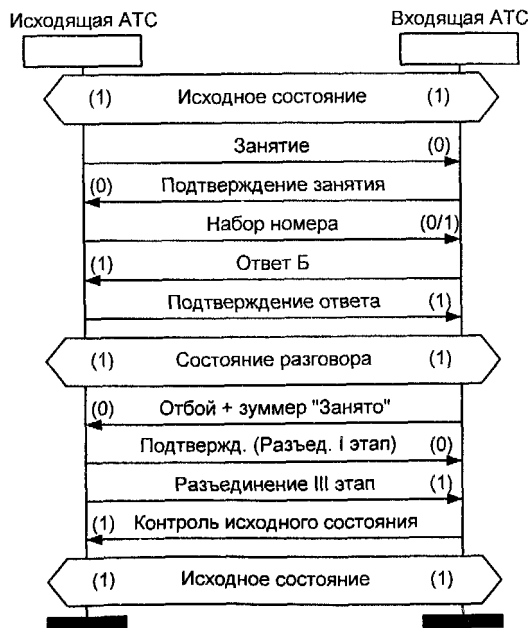 Исходящая АТС Входящая АТС
(1) Исходное состояние (1)
Занятие (0)
(0) Подтверждение занятия
Набор номера (0/1)
(1) Ответ Б
Подтверждение ответа (1)
(1) Состояние разговора (1)
(0) Отбой + зуммер "Занято"
Подтвержд. (Разъед. I этап) (0)
Разъединение III этап (1)
(1) Контроль исходного состояния
(1) Исходное состояние (1)